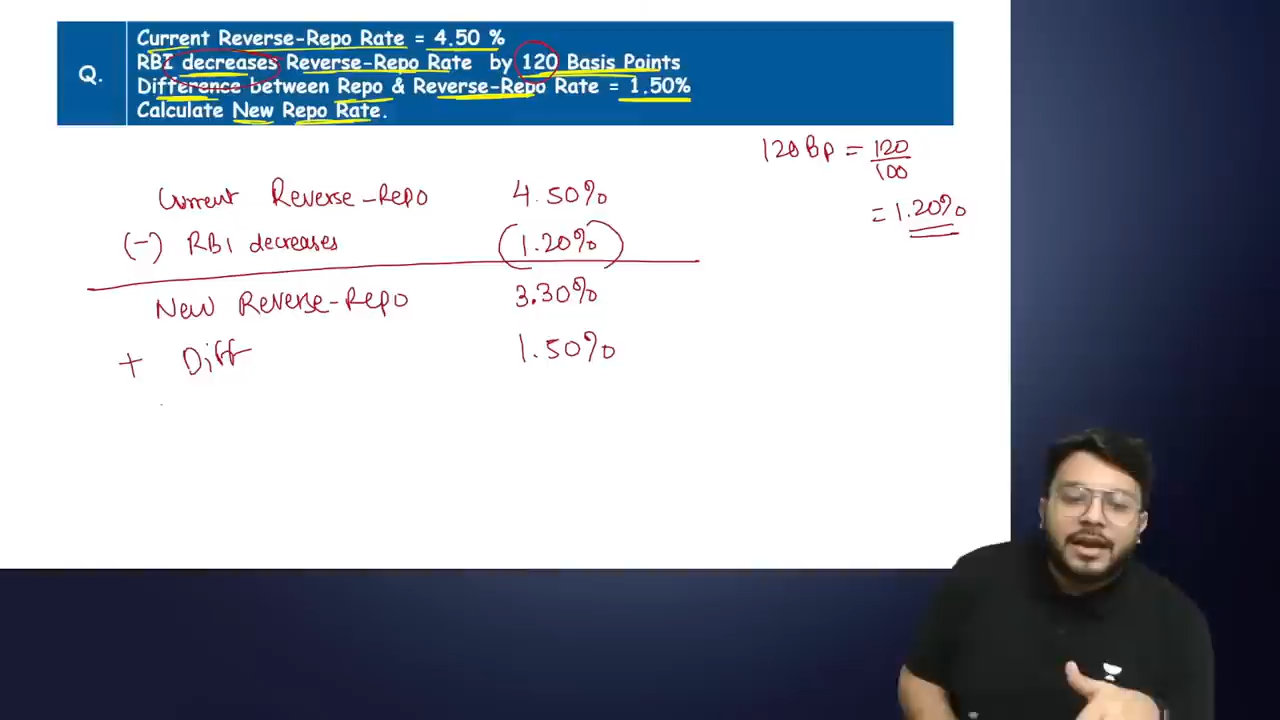 Q.
Current Reverse-Repo Rate = 4.50 %
RBI decreases Reverse-Repo Rate by 120 Basis Points
Difference between Repo & Reverse-Repo Rate = 1.50%
Calculate New Repo Rate.
120 Bp = 120
100
= 1.20%
Current Reverse-Repo 4.50%
(-) RBI decreases 1.20%
New Reverse-Repo 3.30%
+ Diff 1.50%